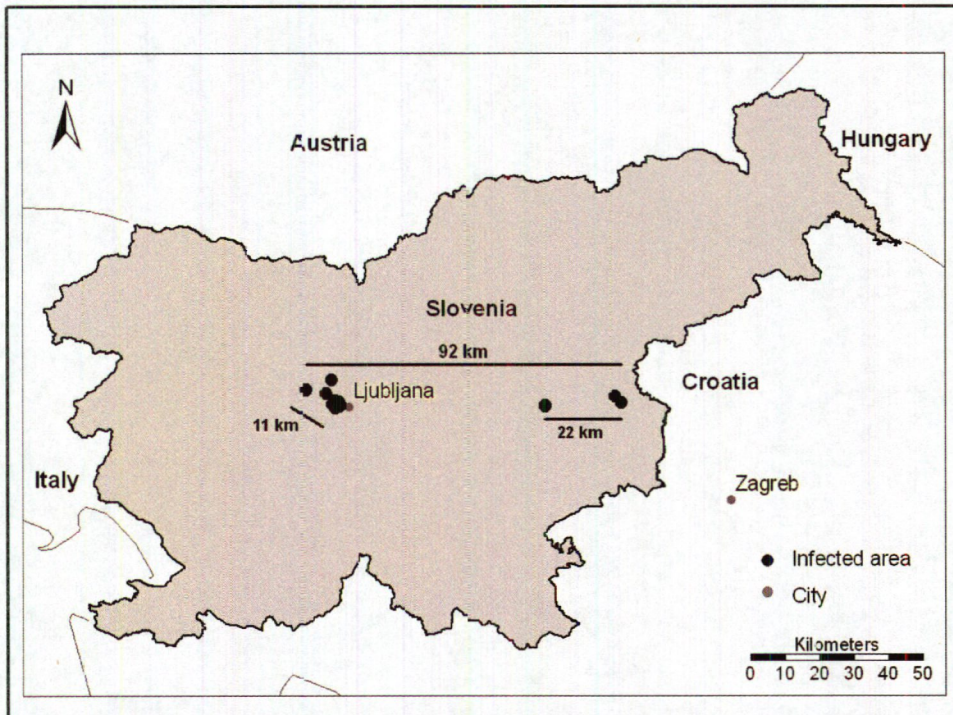 N
Austria
Hungary
Slovenia
92 km
Ljubljana
Croatia
11 km
22 km
Italy
Zagreb
Infected area
City
Kilometers
0 10 20 30 40 50